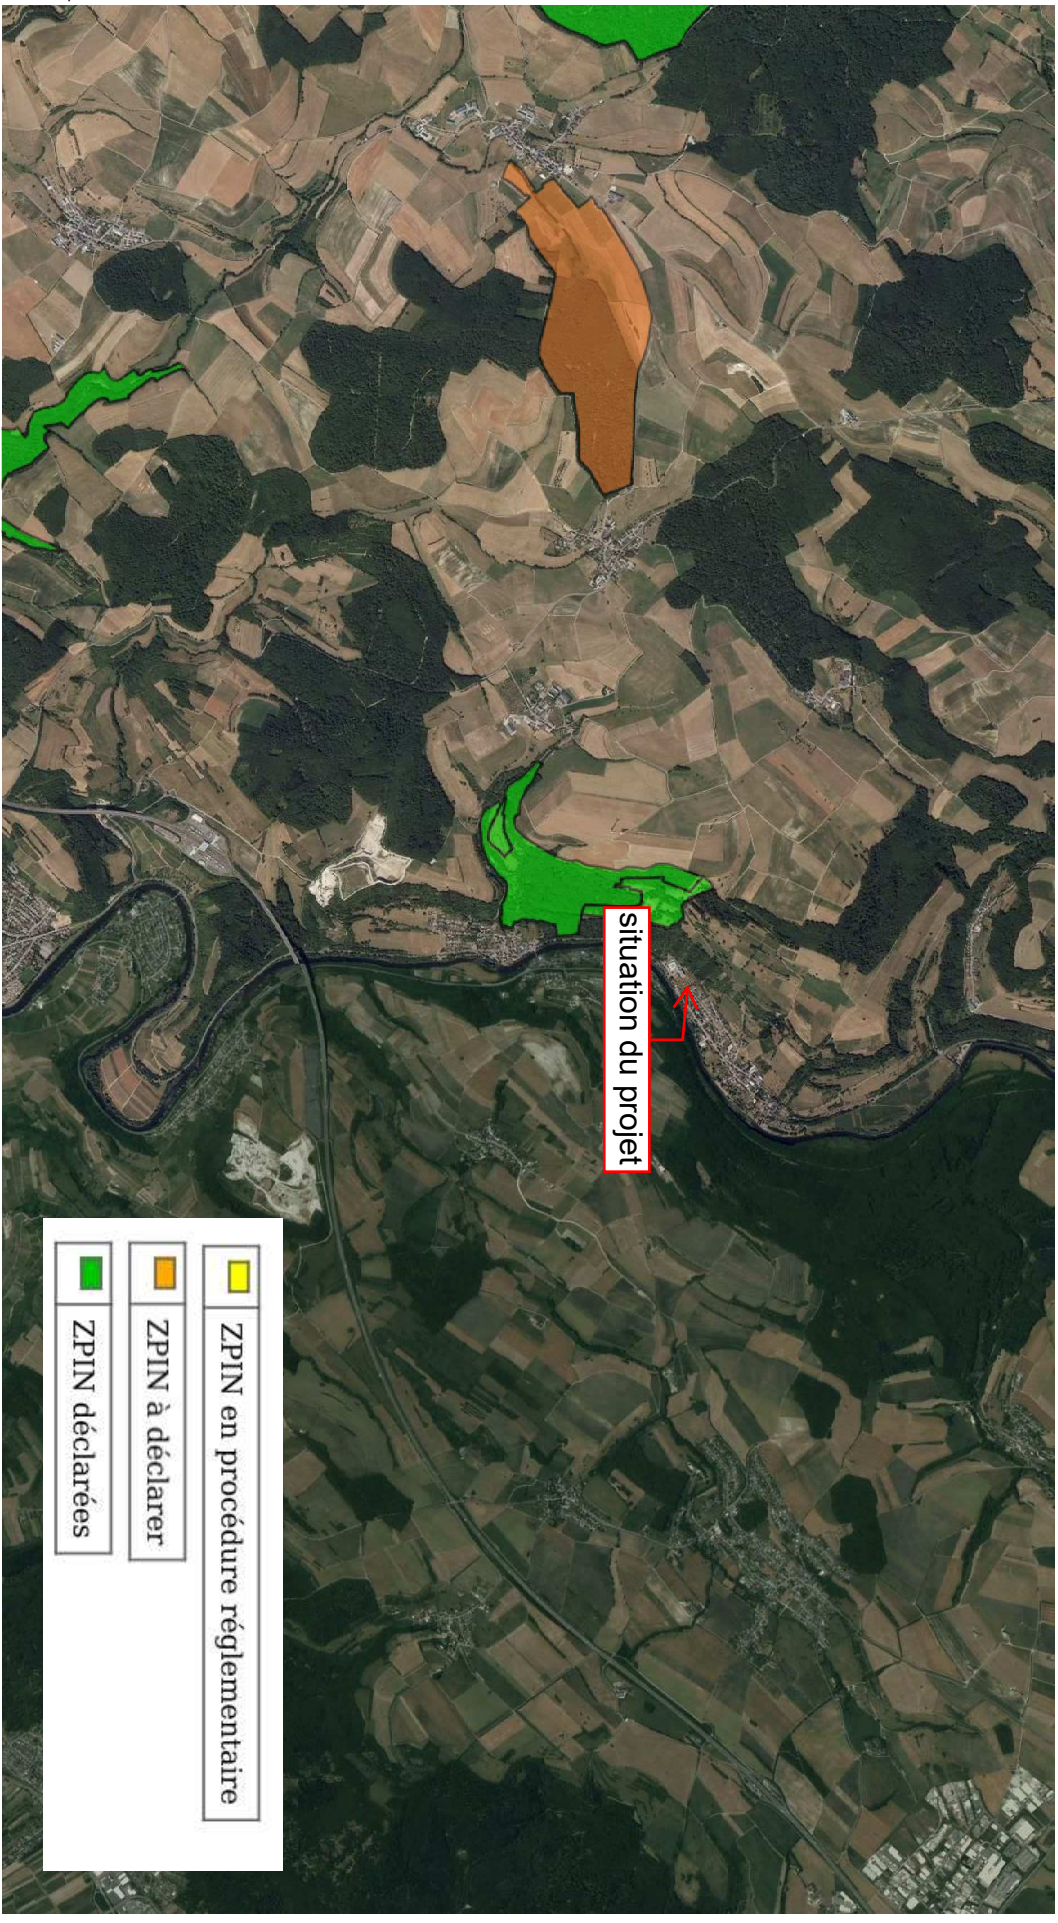 situation du projet
ZPIN en procédure réglementaire
ZPIN à déclarer
ZPIN déclarées